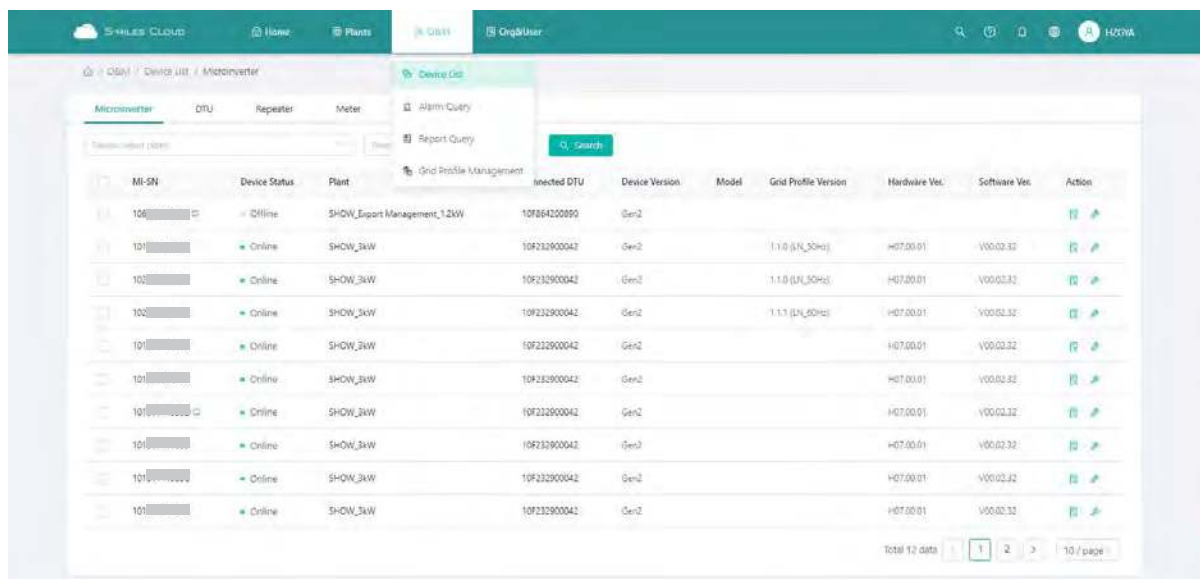 S-MILES CLOUD Home Plants O&M Org&User HZGYA
/ O&M / Device List / Microinverter
Device List
Microinverter DTU Repeater Meter
Alarm Query
Report Query
Search
Grid Profile Management
MI-SN Device Status Plant Connected DTU Device Version Model Grid Profile Version Hardware Ver. Software Ver. Action
106 Offline SHOW_Export Management_1.2kW 10F864200890 Gen2
101 Online SHOW_3kW 10F232900042 Gen2 1.1.0 (LN_50Hz) H07.00.01 V00.02.32
102 Online SHOW_3kW 10F232900042 Gen2 1.1.0 (LN_50Hz) H07.00.01 V00.02.32
102 Online SHOW_3kW 10F232900042 Gen2 1.1.1 (LN_60Hz) H07.00.01 V00.02.32
101 Online SHOW_3kW 10F232900042 Gen2 H07.00.01 V00.02.32
101 Online SHOW_3kW 10F232900042 Gen2 H07.00.01 V00.02.32
101 Online SHOW_3kW 10F232900042 Gen2 H07.00.01 V00.02.32
101 Online SHOW_3kW 10F232900042 Gen2 H07.00.01 V00.02.32
101 Online SHOW_3kW 10F232900042 Gen2 H07.00.01 V00.02.32
101 Online SHOW_3kW 10F232900042 Gen2 H07.00.01 V00.02.32
Total 12 data 1 2 10 / page